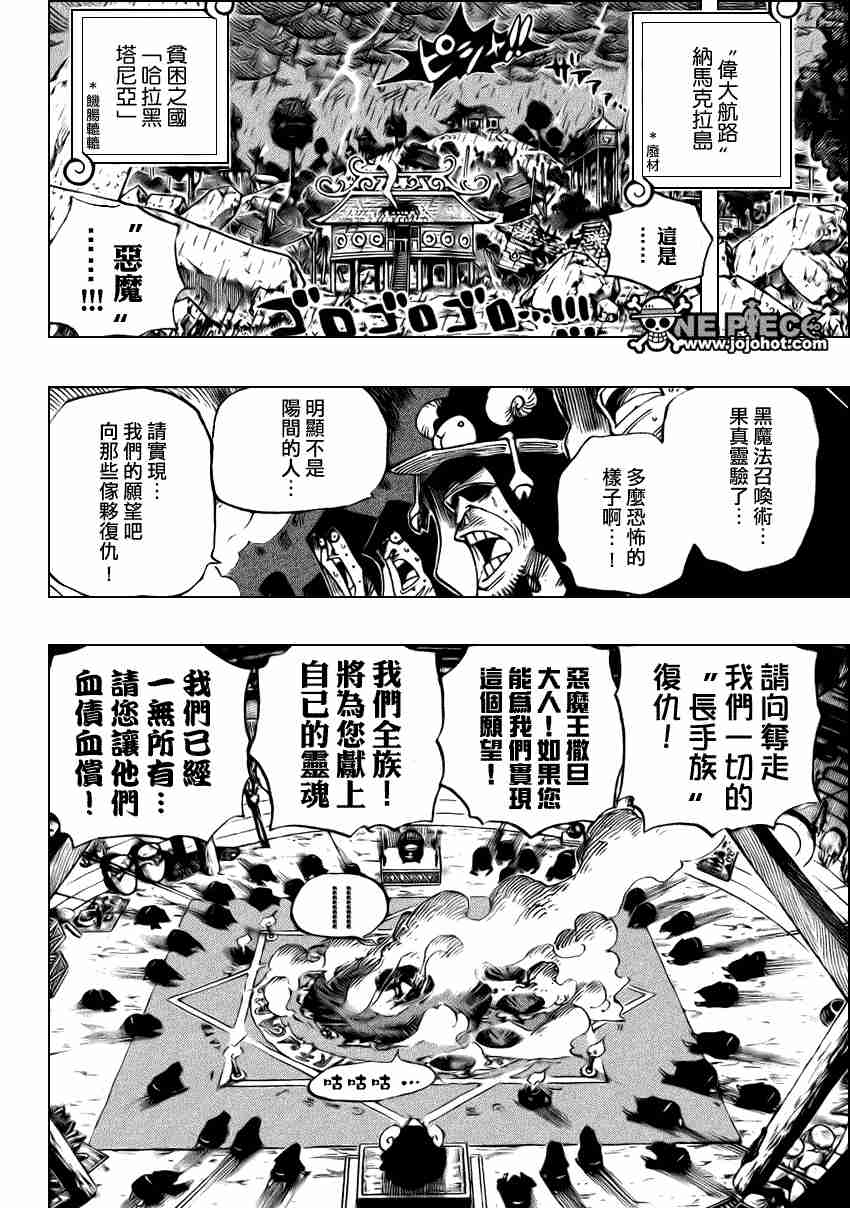 “偉大航路”
納馬克拉島
*廢材
ピシャ!!
貧困之國
「哈拉黑
塔尼亞」
*饑腸轆轆
這是
……
“惡魔”
……!!!
ゴロゴロゴロ…!!!
ONE PIECE
www.jojohot.com
黑魔法召喚術…
果真靈驗了…
多麼恐怖的
樣子啊…！
明顯不是
陽間的人…
請實現…
我們的願望吧
向那些傢夥復仇！
請向奪走
我們一切的
“長手族”
復仇！
惡魔王撒旦
大人！如果您
能為我們實現
這個願望！
我們全族！
將為您獻上
自己的靈魂
我們已經
一無所有…
請您讓他們
血債血償！
………
咕咕咕…